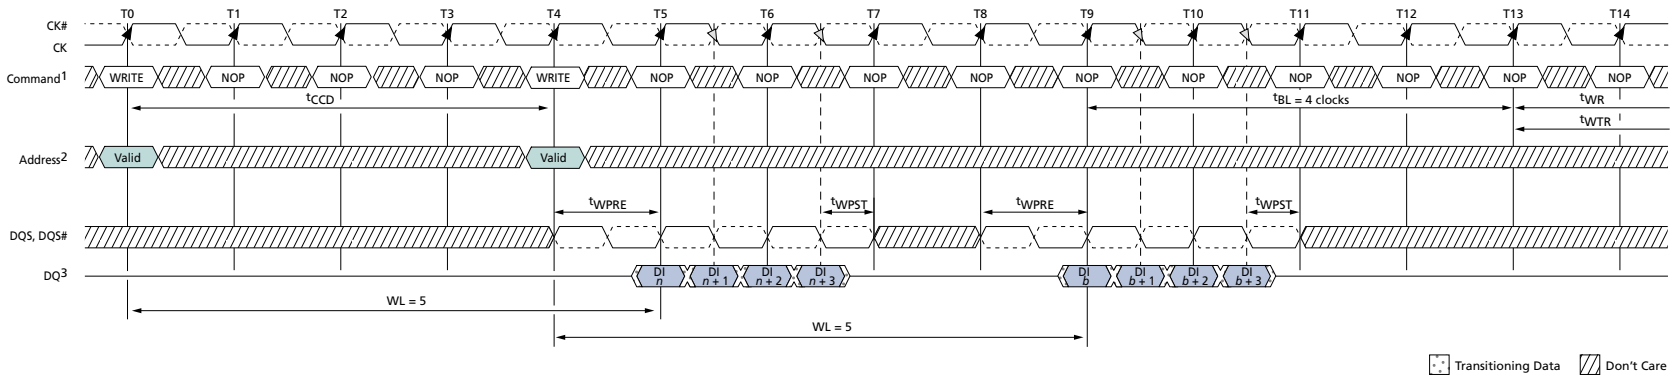 T0 T1 T2 T3 T4 T5 T6 T7 T8 T9 T10 T11 T12 T13 T14
CK#
CK
Command1 WRITE NOP NOP NOP WRITE NOP NOP NOP NOP NOP NOP NOP NOP NOP NOP
tCCD tBL = 4 clocks tWR
tWTR
Address2 Valid Valid
tWPRE tWPST tWPRE tWPST
DQS, DQS#
DQ3 DI n DI n + 1 DI n + 2 DI n + 3 DI b DI b + 1 DI b + 2 DI b + 3
WL = 5
WL = 5
Transitioning Data Don't Care